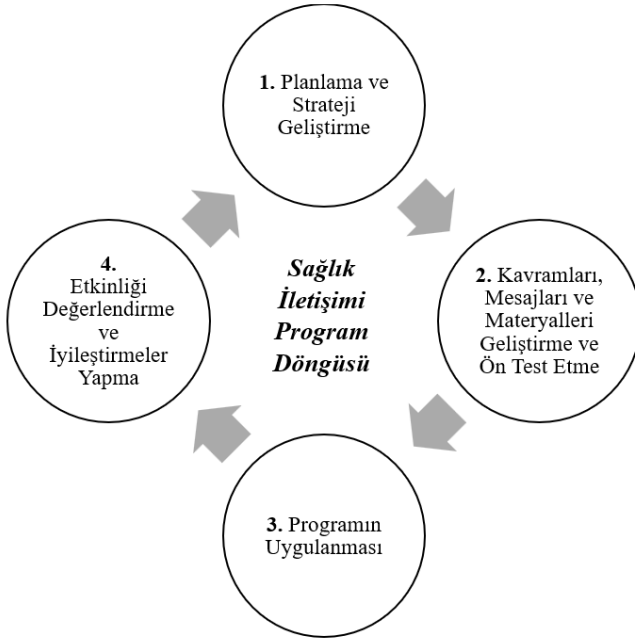 1. Planlama ve
Strateji
Geliştirme
2. Kavramları,
Mesajları ve
Materyalleri
Geliştirme ve
Ön Test Etme
3. Programın
Uygulanması
4.
Etkinliği
Değerlendirme
ve
İyileştirmeler
Yapma
Sağlık
İletişimi
Program
Döngüsü